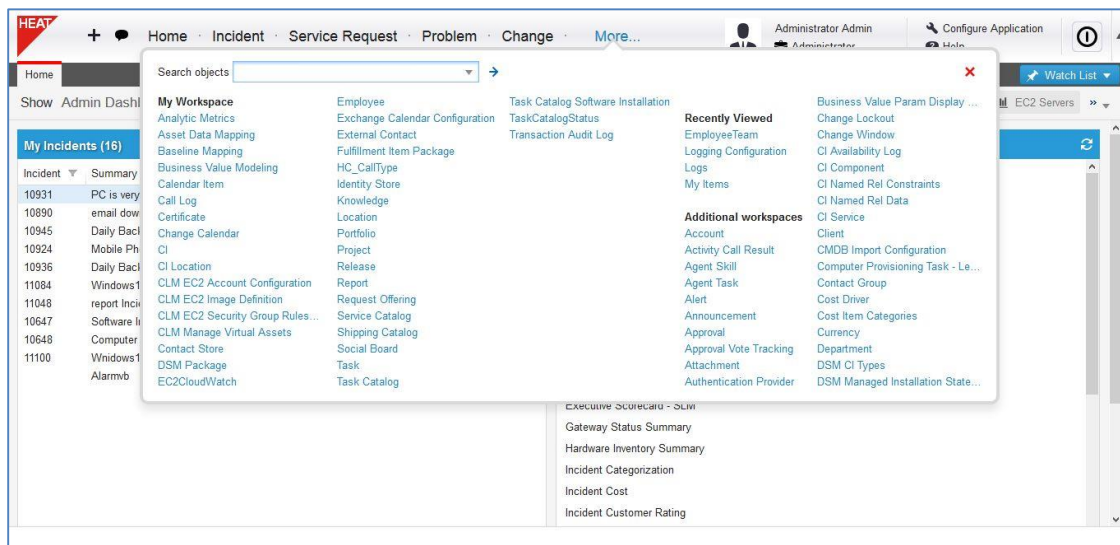 HEAT
Home · Incident · Service Request · Problem · Change · More...
Administrator Admin
Administrator
Configure Application
Help
Home
Watch List
Show Admin Dashl
EC2 Servers »
Search objects
My Workspace
Analytic Metrics
Asset Data Mapping
Baseline Mapping
Business Value Modeling
Calendar Item
Call Log
Certificate
Change Calendar
CI
CI Location
CLM EC2 Account Configuration
CLM EC2 Image Definition
CLM EC2 Security Group Rules...
CLM Manage Virtual Assets
Contact Store
DSM Package
EC2CloudWatch
Employee
Exchange Calendar Configuration
External Contact
Fulfillment Item Package
HC_CallType
Identity Store
Knowledge
Location
Portfolio
Project
Release
Report
Request Offering
Service Catalog
Shipping Catalog
Social Board
Task
Task Catalog
Task Catalog Software Installation
TaskCatalogStatus
Transaction Audit Log
Recently Viewed
EmployeeTeam
Logging Configuration
Logs
My Items
Additional workspaces
Account
Activity Call Result
Agent Skill
Agent Task
Alert
Announcement
Approval
Approval Vote Tracking
Attachment
Authentication Provider
Business Value Param Display ...
Change Lockout
Change Window
CI Availability Log
CI Component
CI Named Rel Constraints
CI Named Rel Data
CI Service
Client
CMDB Import Configuration
Computer Provisioning Task - Le...
Contact Group
Cost Driver
Cost Item Categories
Currency
Department
DSM CI Types
DSM Managed Installation State...
My Incidents (16)
Incident Summary
10931 PC is very
10890 email dow
10945 Daily Back
10924 Mobile Ph
10936 Daily Back
11084 Windows1
11048 report Incid
10647 Software In
10648 Computer
11100 Wnidows1
Alarmvb
Executive Scorecard - SLM
Gateway Status Summary
Hardware Inventory Summary
Incident Categorization
Incident Cost
Incident Customer Rating